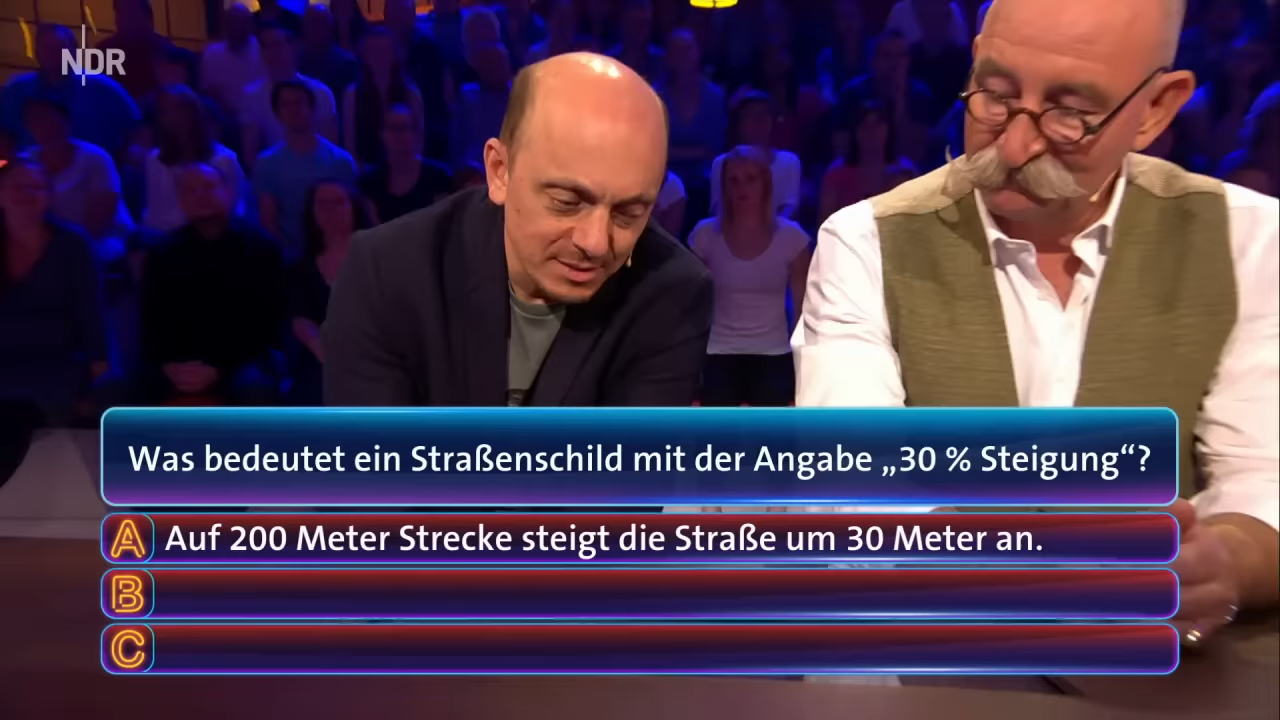 NDR
Was bedeutet ein Straßenschild mit der Angabe „30 % Steigung“?
A Auf 200 Meter Strecke steigt die Straße um 30 Meter an.
B
C